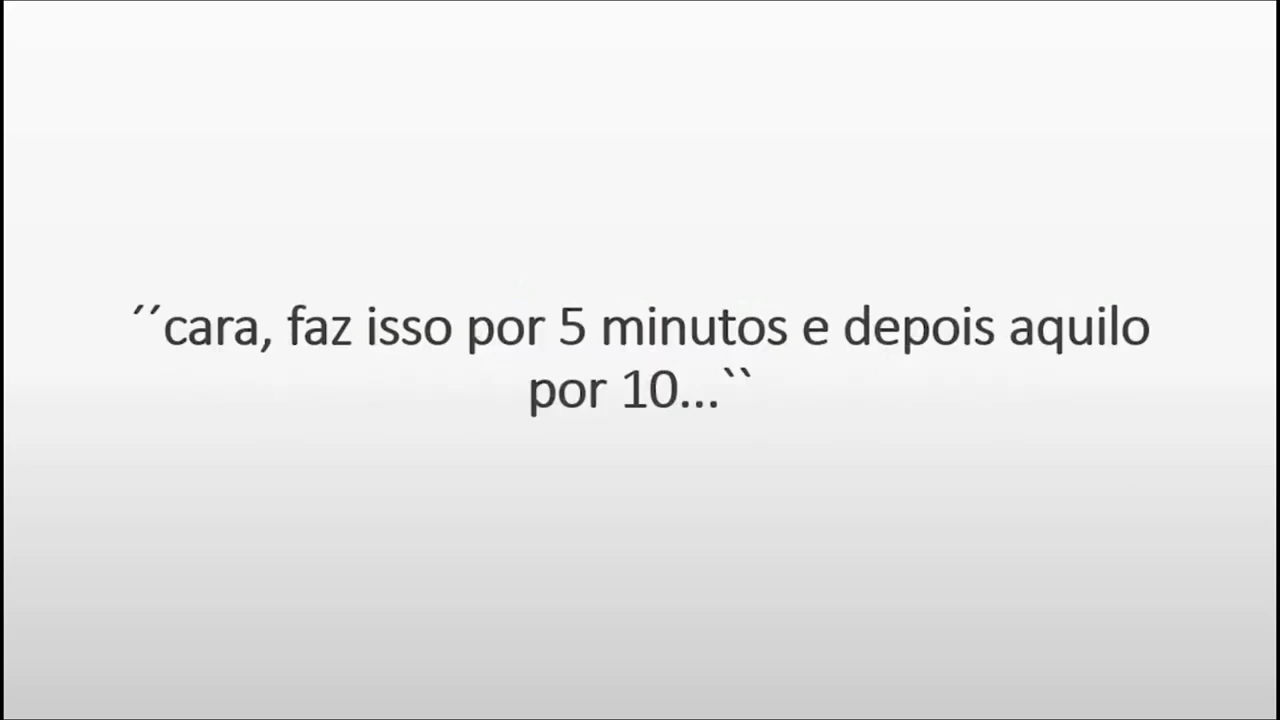 ´´cara, faz isso por 5 minutos e depois aquilo
por 10...``